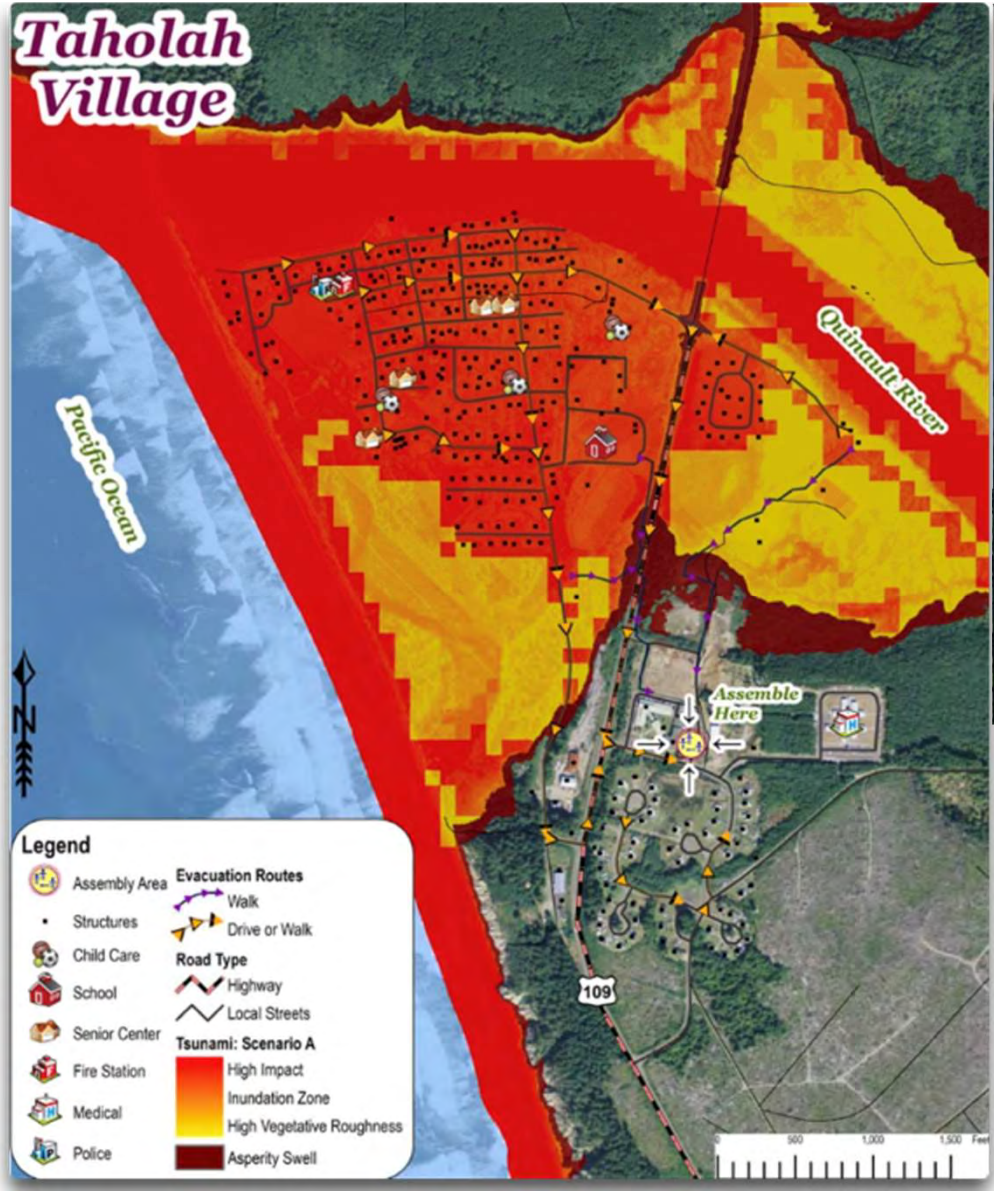 Taholah
Village
Quinault River
Pacific Ocean
Assemble
Here
N
109
Legend
Assembly Area
Structures
Child Care
School
Senior Center
Fire Station
Medical
Police
Evacuation Routes
Walk
Drive or Walk
Road Type
Highway
Local Streets
Tsunami: Scenario A
High Impact
Inundation Zone
High Vegetative Roughness
Asperity Swell
0 500 1,000 1,500 Feet